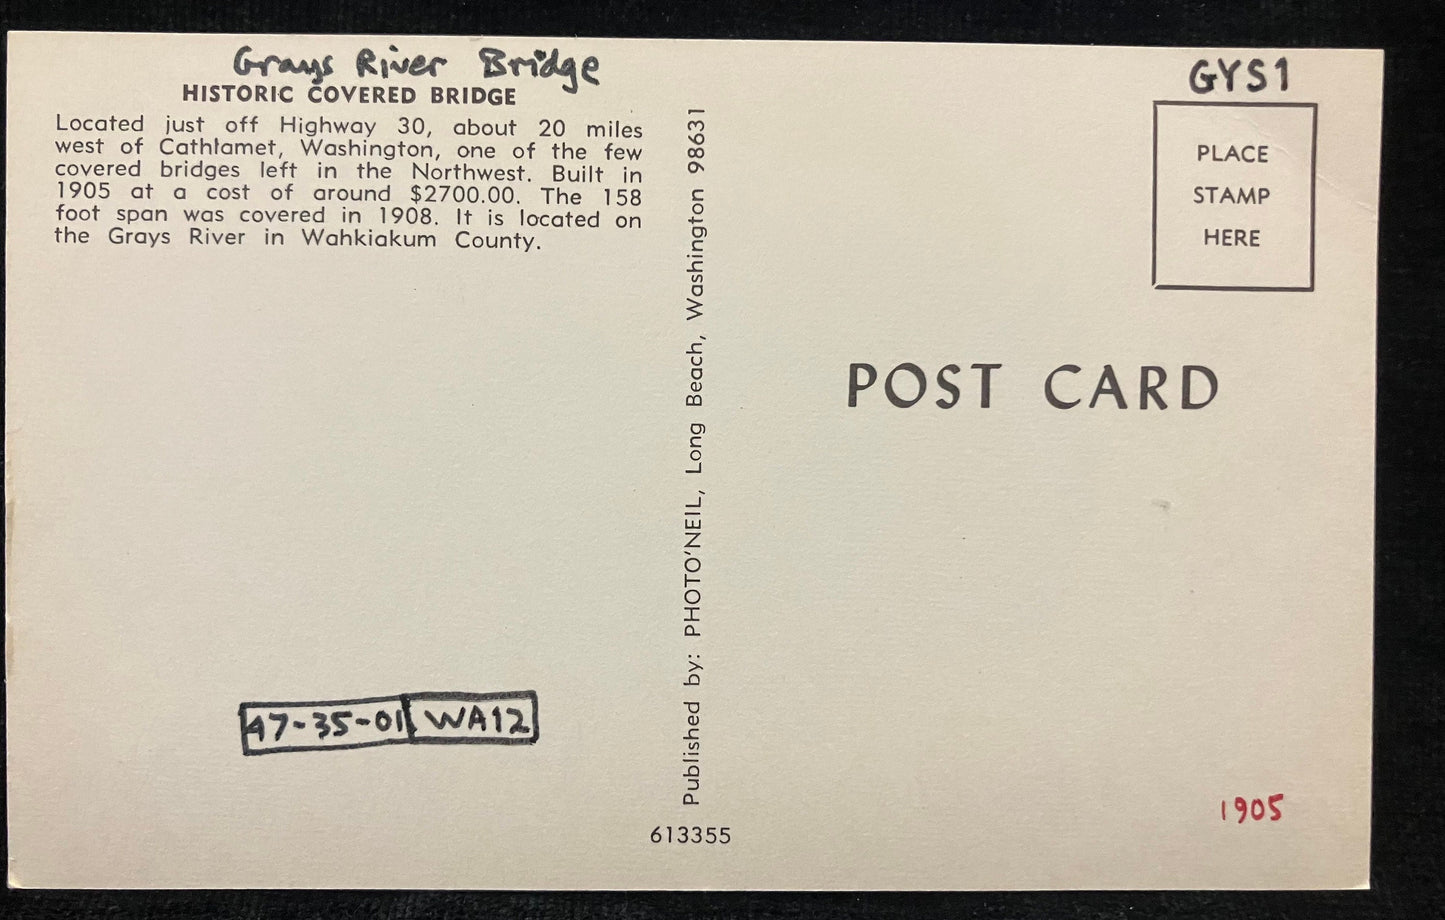 Grays River Bridge
HISTORIC COVERED BRIDGE
Located just off Highway 30, about 20 miles
west of Cathlamet, Washington, one of the few
covered bridges left in the Northwest. Built in
1905 at a cost of around $2700.00. The 158
foot span was covered in 1908. It is located on
the Grays River in Wahkiakum County.
47-35-01 WA12
Published by: PHOTO'NEIL, Long Beach, Washington 98631
613355
GYS1
PLACE
STAMP
HERE
POST CARD
1905